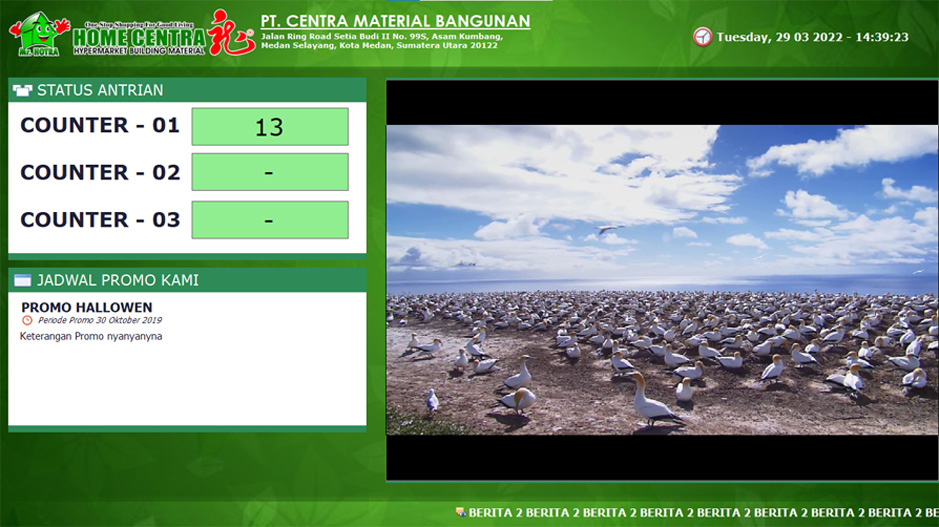 One Stop Shopping For Good Living
HOME CENTRA
HYPERMARKET BUILDING MATERIAL
Mr. HOTRA
PT. CENTRA MATERIAL BANGUNAN
Jalan Ring Road Setia Budi II No. 99S, Asam Kumbang,
Medan Selayang, Kota Medan, Sumatera Utara 20122
Tuesday, 29 03 2022 - 14:39:23
STATUS ANTRIAN
COUNTER - 01 13
COUNTER - 02 -
COUNTER - 03 -
JADWAL PROMO KAMI
PROMO HALLOWEN
Periode Promo 30 Oktober 2019
Keterangan Promo nyanyanyna
BERITA 2 BERITA 2 BERITA 2 BERITA 2 BERITA 2 BERITA 2 BERITA 2 BERITA 2 BE